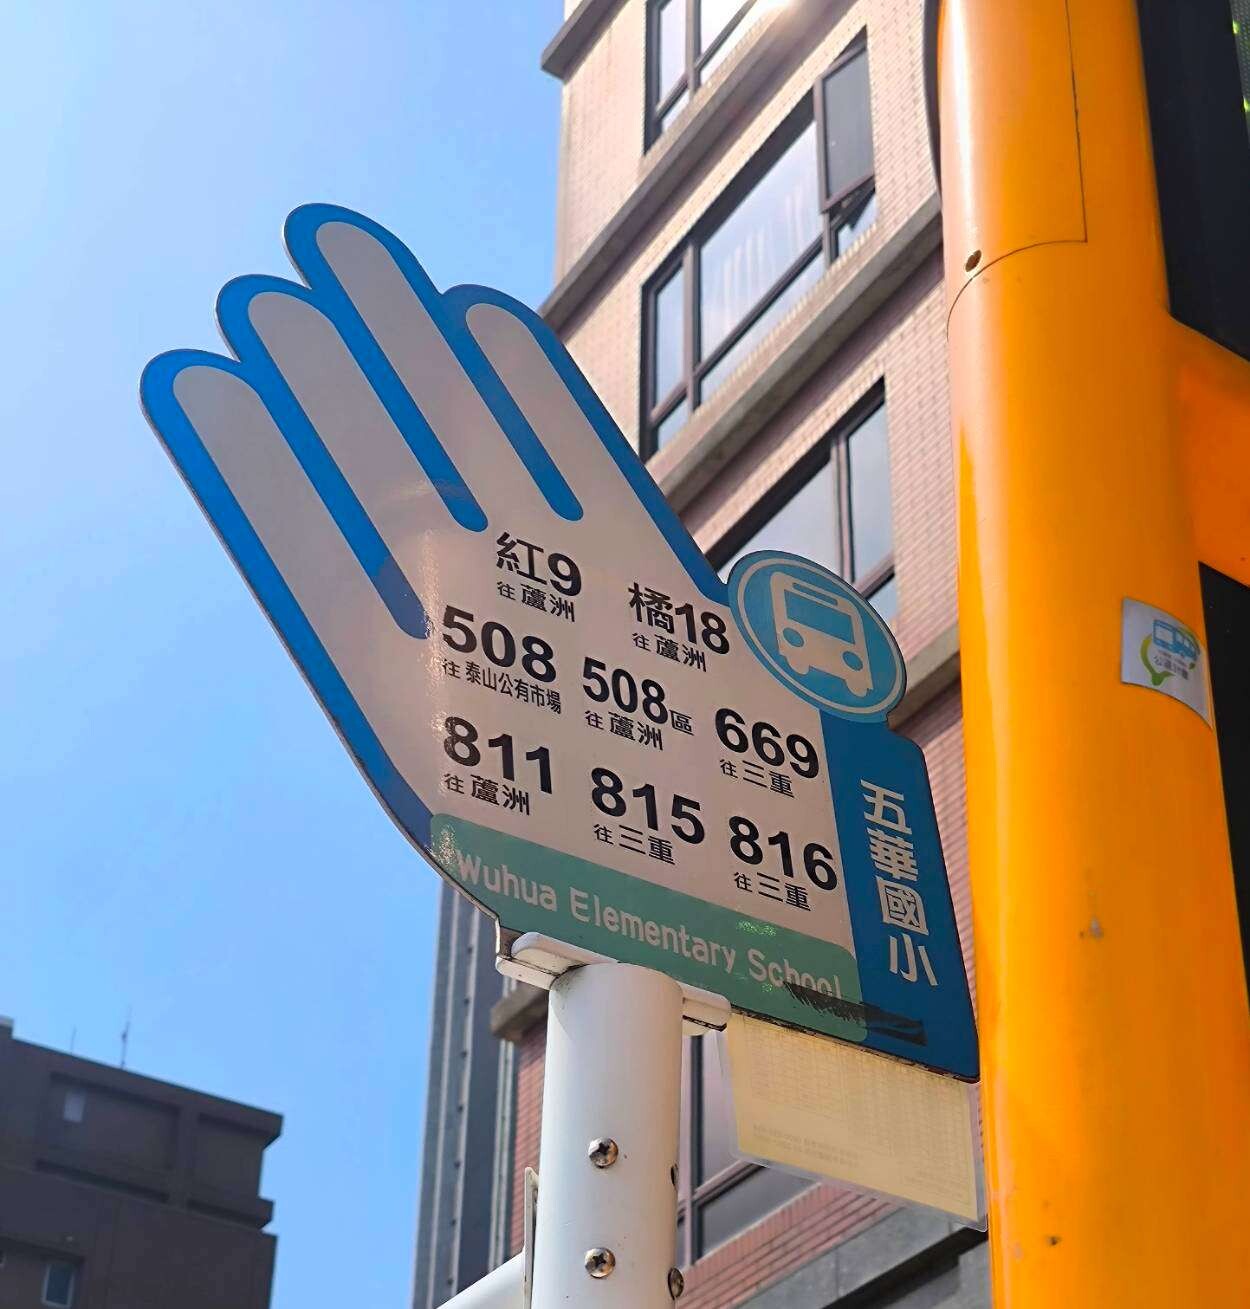 紅9
往蘆洲
橘18
往蘆洲
508
往泰山公有市場
508區
往蘆洲
669
往三重
811
往蘆洲
815
往三重
816
往三重
五華國小
Wuhua Elementary School